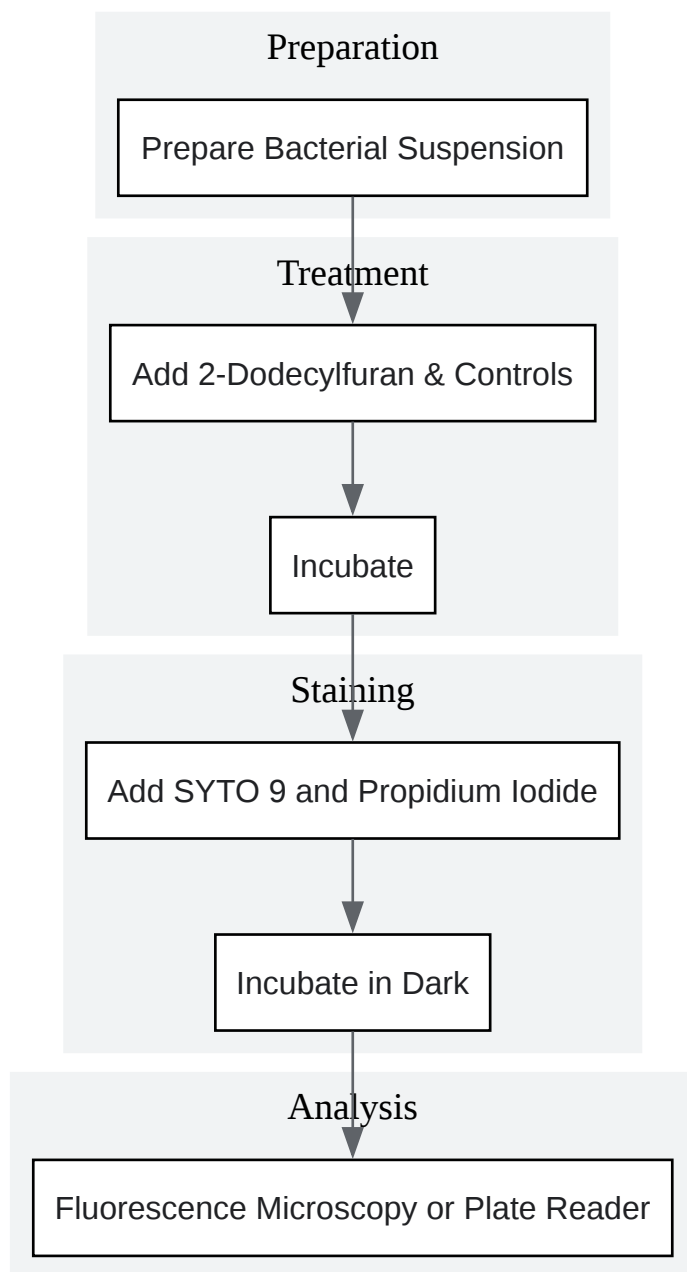 Preparation
Prepare Bacterial Suspension
Treatment
Add 2-Dodecylfuran & Controls
Incubate
Staining
Add SYTO 9 and Propidium Iodide
Incubate in Dark
Analysis
Fluorescence Microscopy or Plate Reader